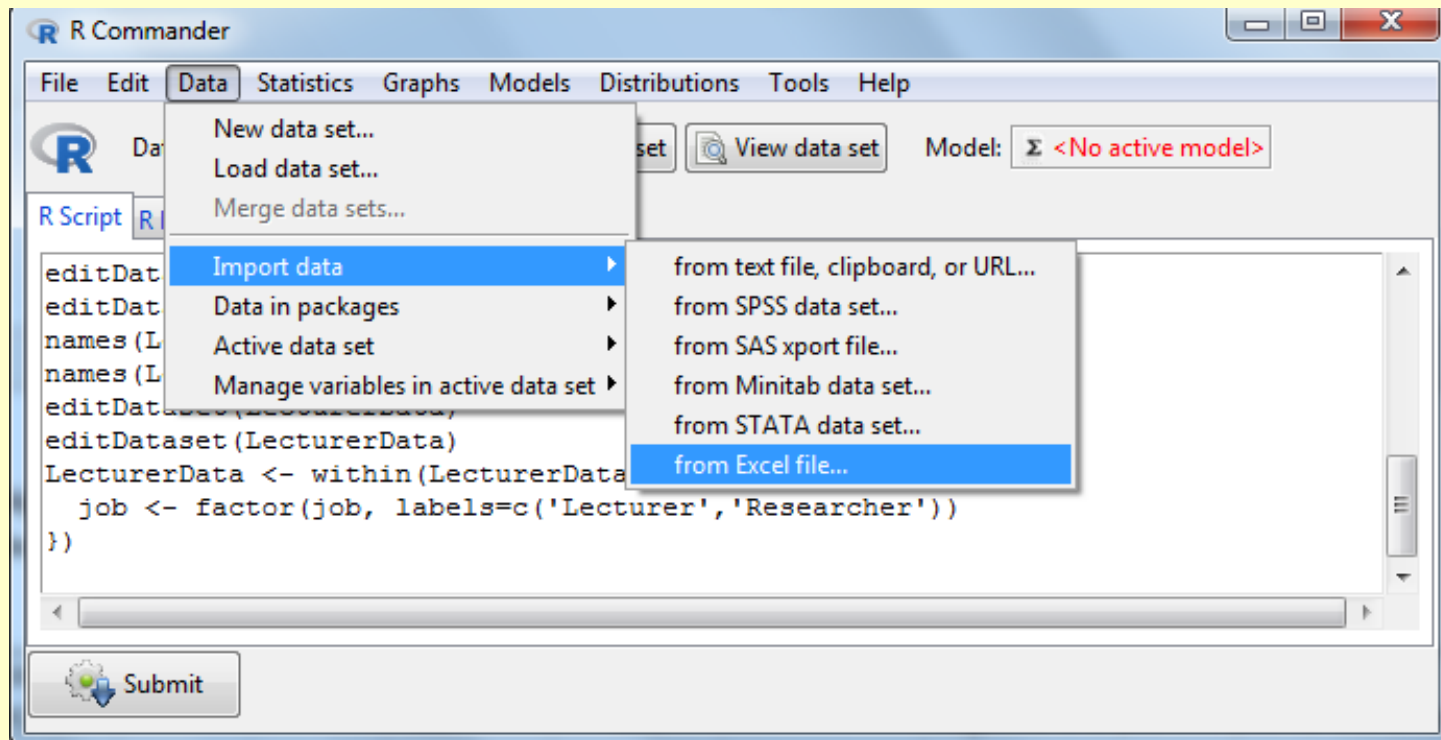 R Commander
File Edit Data Statistics Graphs Models Distributions Tools Help
New data set...
Load data set...
Merge data sets...
Import data
Data in packages
Active data set
Manage variables in active data set
from text file, clipboard, or URL...
from SPSS data set...
from SAS xport file...
from Minitab data set...
from STATA data set...
from Excel file...
R Da set View data set Model: Σ <No active model>
R Script R
editDat
editDat
names(L
names(L
editDataset(LecturerData)
editDataset(LecturerData)
LecturerData <- within(LecturerData
job <- factor(job, labels=c('Lecturer','Researcher'))
})
Submit